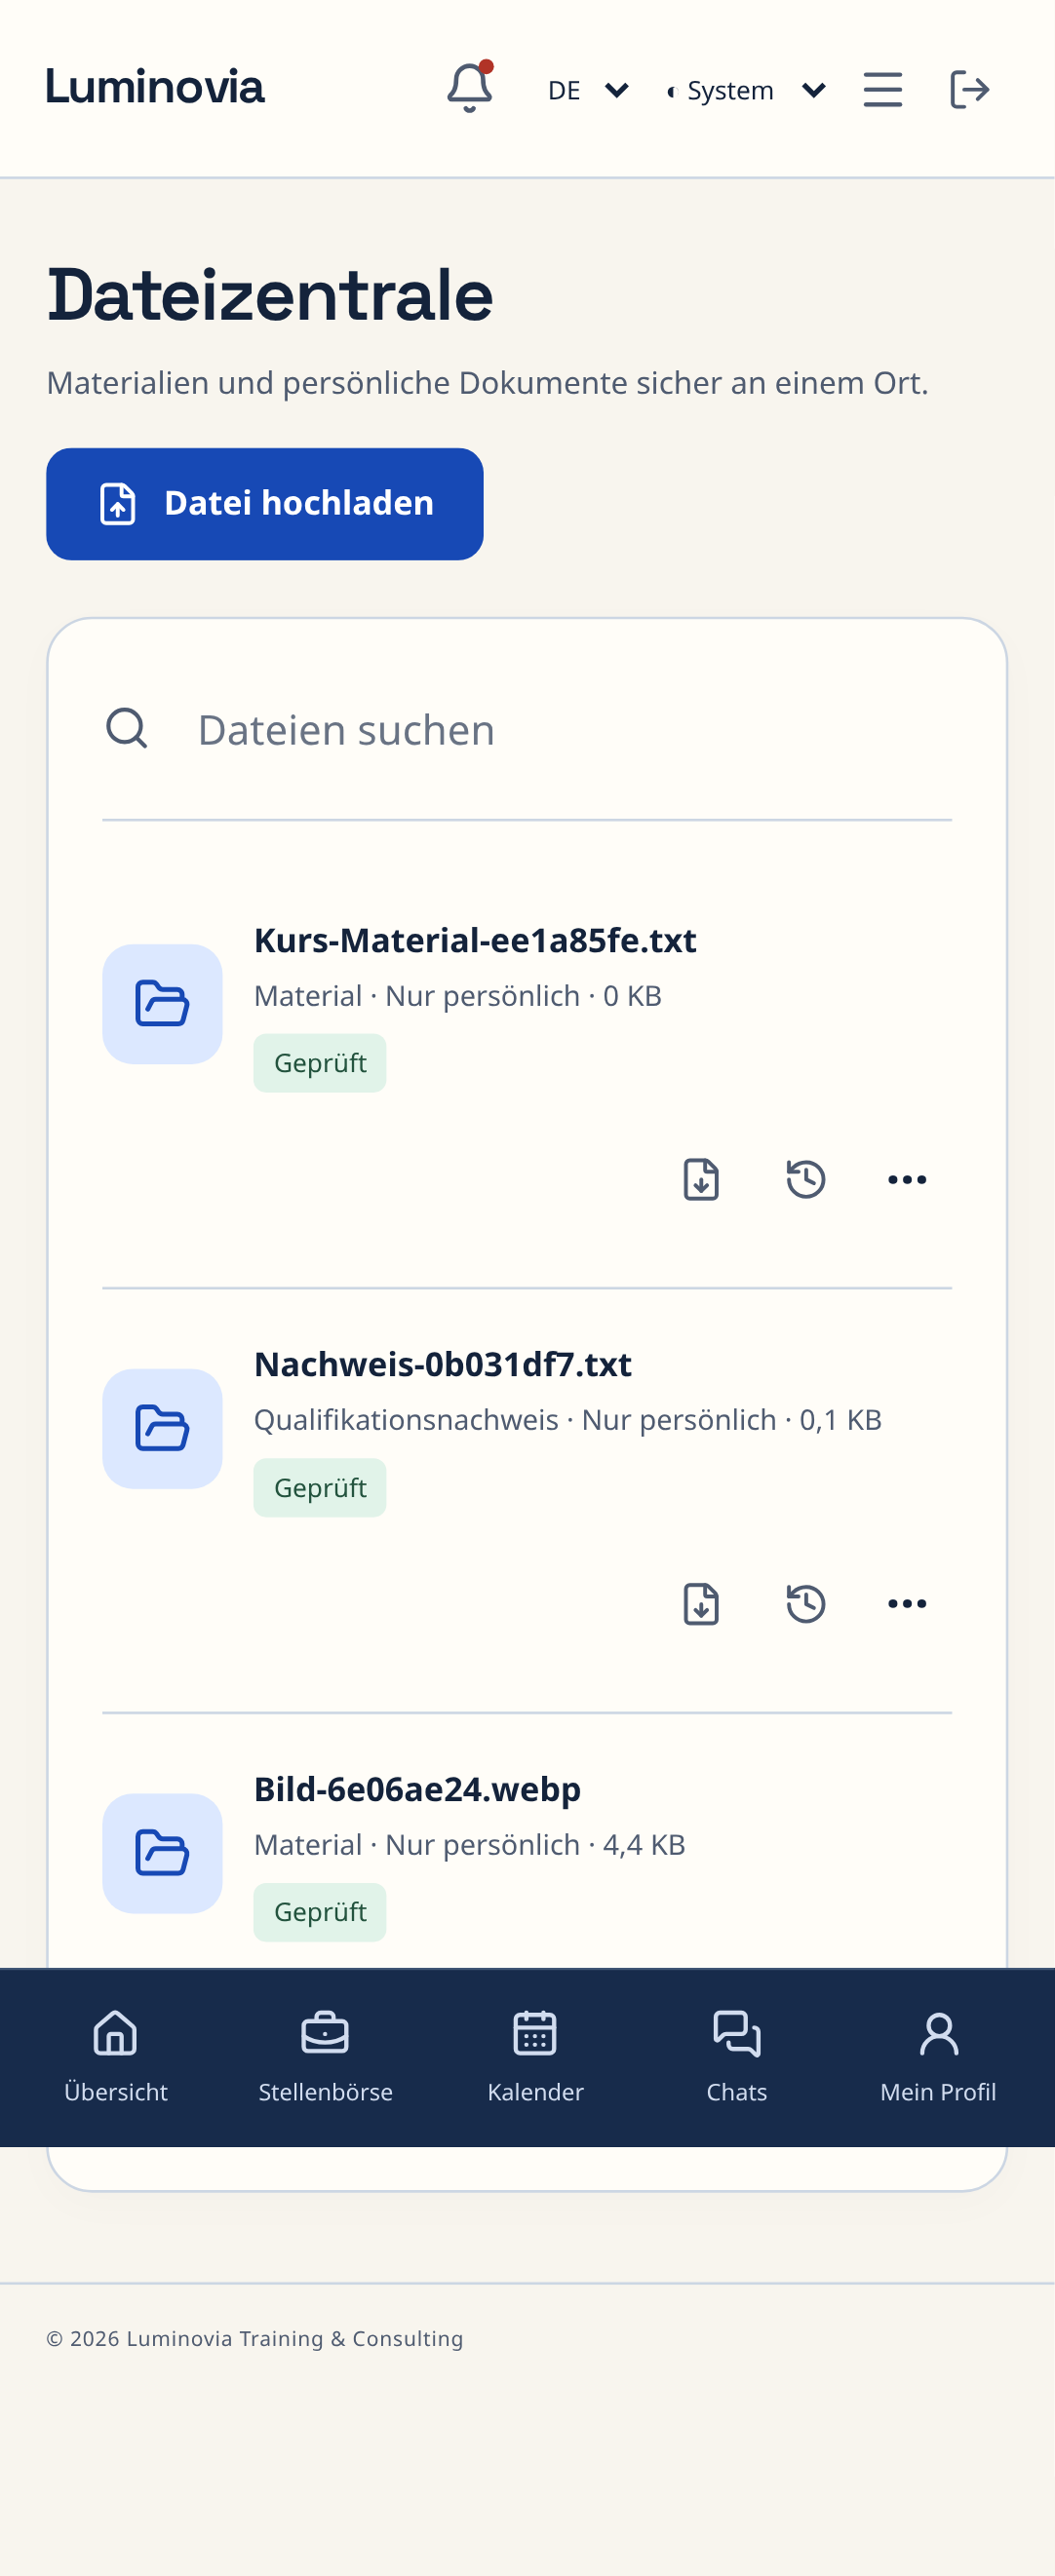 Luminovia
DE
System
Dateizentrale
Materialien und persönliche Dokumente sicher an einem Ort.
Datei hochladen
Dateien suchen
Kurs-Material-ee1a85fe.txt
Material · Nur persönlich · 0 KB
Geprüft
Nachweis-0b031df7.txt
Qualifikationsnachweis · Nur persönlich · 0,1 KB
Geprüft
Bild-6e06ae24.webp
Material · Nur persönlich · 4,4 KB
Geprüft
Übersicht
Stellenbörse
Kalender
Chats
Mein Profil
© 2026 Luminovia Training & Consulting